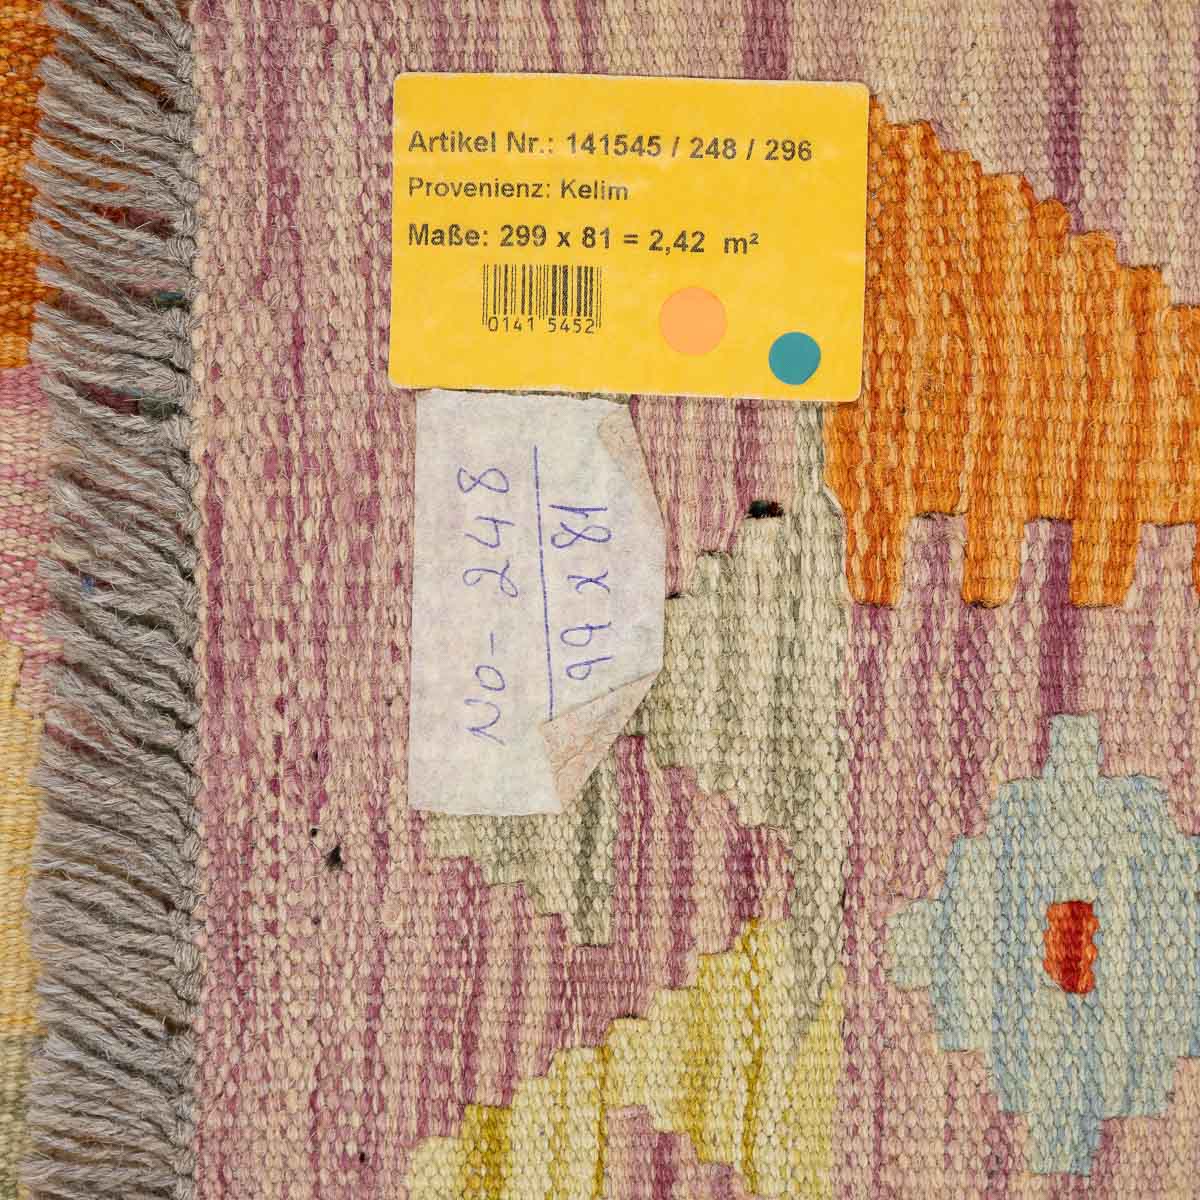 Artikel Nr.: 141545 / 248 / 296
Provenienz: Kelim
Maße: 299 x 81 = 2,42 m²
0141 5452
NO - 248
99 x 81